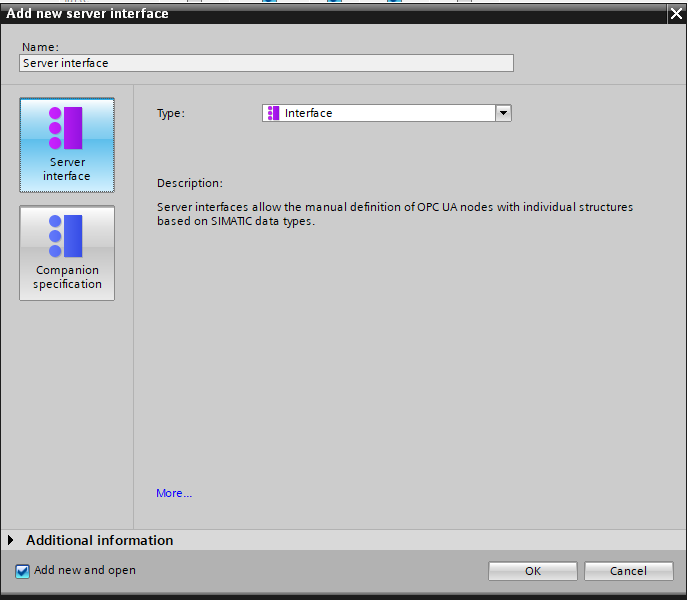 Add new server interface
Name:
Server interface
Server
interface
Companion
specification
Type:
Interface
Description:
Server interfaces allow the manual definition of OPC UA nodes with individual structures
based on SIMATIC data types.
More...
Additional information
Add new and open
OK
Cancel